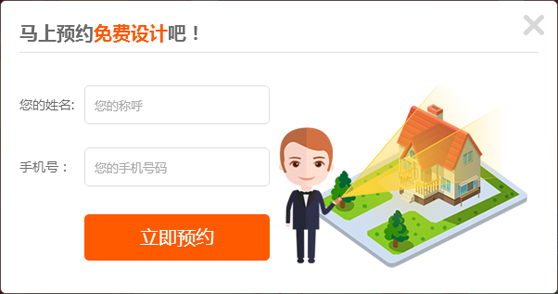 马上预约免费设计吧！
您的姓名:
您的称呼
手机号：
您的手机号码
立即预约